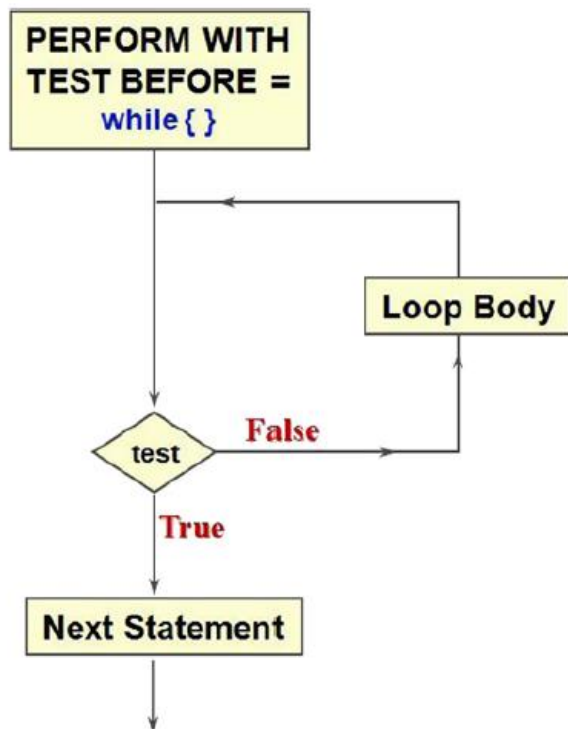 PERFORM WITH
TEST BEFORE =
while { }
Loop Body
False
test
True
Next Statement